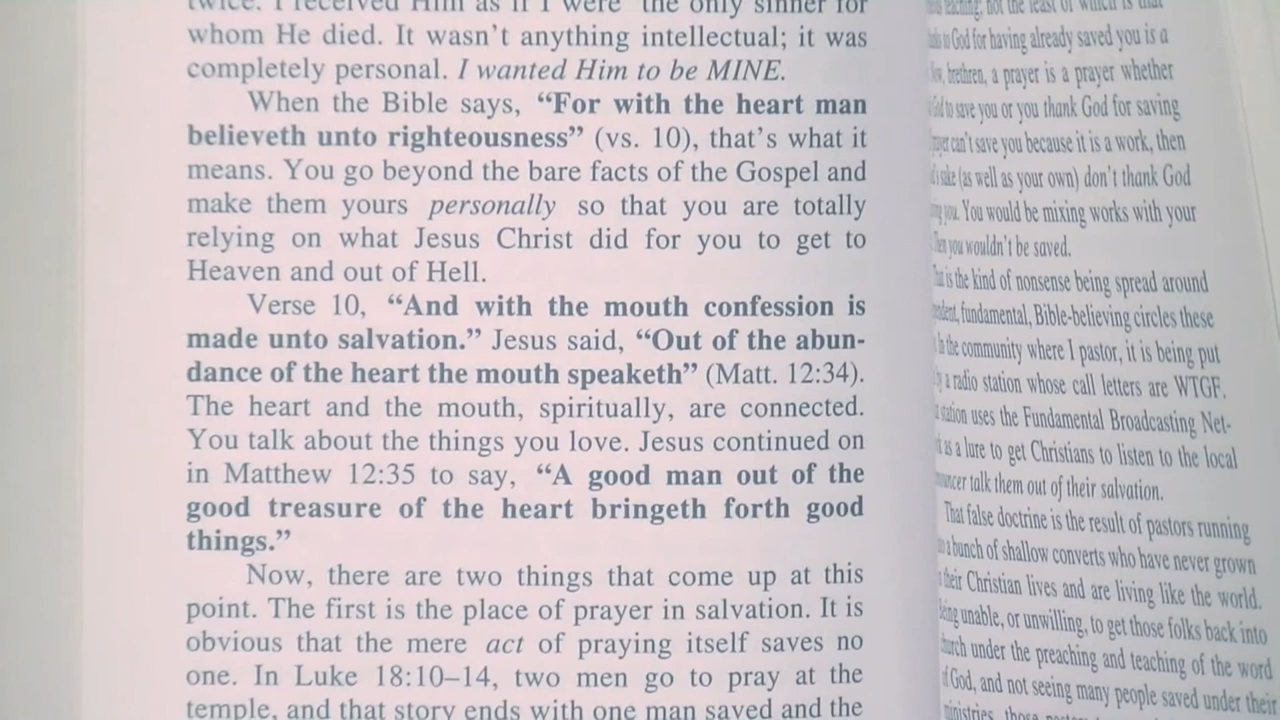 twice. I received Him as if I were the only sinner for
whom He died. It wasn't anything intellectual; it was
completely personal. I wanted Him to be MINE.
When the Bible says, “For with the heart man
believeth unto righteousness” (vs. 10), that's what it
means. You go beyond the bare facts of the Gospel and
make them yours personally so that you are totally
relying on what Jesus Christ did for you to get to
Heaven and out of Hell.
Verse 10, “And with the mouth confession is
made unto salvation.” Jesus said, “Out of the abun-
dance of the heart the mouth speaketh” (Matt. 12:34).
The heart and the mouth, spiritually, are connected.
You talk about the things you love. Jesus continued on
in Matthew 12:35 to say, “A good man out of the
good treasure of the heart bringeth forth good
things.”
Now, there are two things that come up at this
point. The first is the place of prayer in salvation. It is
obvious that the mere act of praying itself saves no
one. In Luke 18:10–14, two men go to pray at the
temple, and that story ends with one man saved and the
teaching, not the least of which is that
to God for having already saved you is a
brethren, a prayer is a prayer whether
to save you or you thank God for saving
can't save you because it is a work, then
sake (as well as your own) don't thank God
you. You would be mixing works with your
Then you wouldn't be saved.
is the kind of nonsense being spread around
fundamental, Bible-believing circles these
In the community where I pastor, it is being put
a radio station whose call letters are WTGF.
station uses the Fundamental Broadcasting Net-
as a lure to get Christians to listen to the local
talk them out of their salvation.
That false doctrine is the result of pastors running
a bunch of shallow converts who have never grown
their Christian lives and are living like the world.
Being unable, or unwilling, to get those folks back into
church under the preaching and teaching of the word
of God, and not seeing many people saved under their
ministries, those